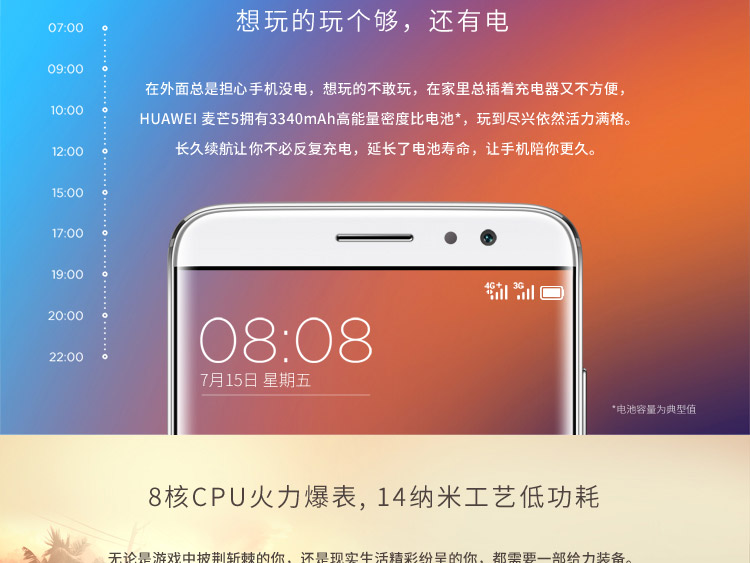 想玩的玩个够，还有电
07:00
09:00
10:00
12:00
15:00
17:00
19:00
20:00
22:00
在外面总是担心手机没电，想玩的不敢玩，在家里总插着充电器又不方便，
HUAWEI 麦芒5拥有3340mAh高能量密度比电池*，玩到尽兴依然活力满格。
长久续航让你不必反复充电，延长了电池寿命，让手机陪你更久。
4G+ 3G
08:08
7月15日 星期五
*电池容量为典型值
8核CPU火力爆表, 14纳米工艺低功耗
无论是游戏中披荆斩棘的你，还是现实生活精彩纷呈的你，都需要一部给力装备。